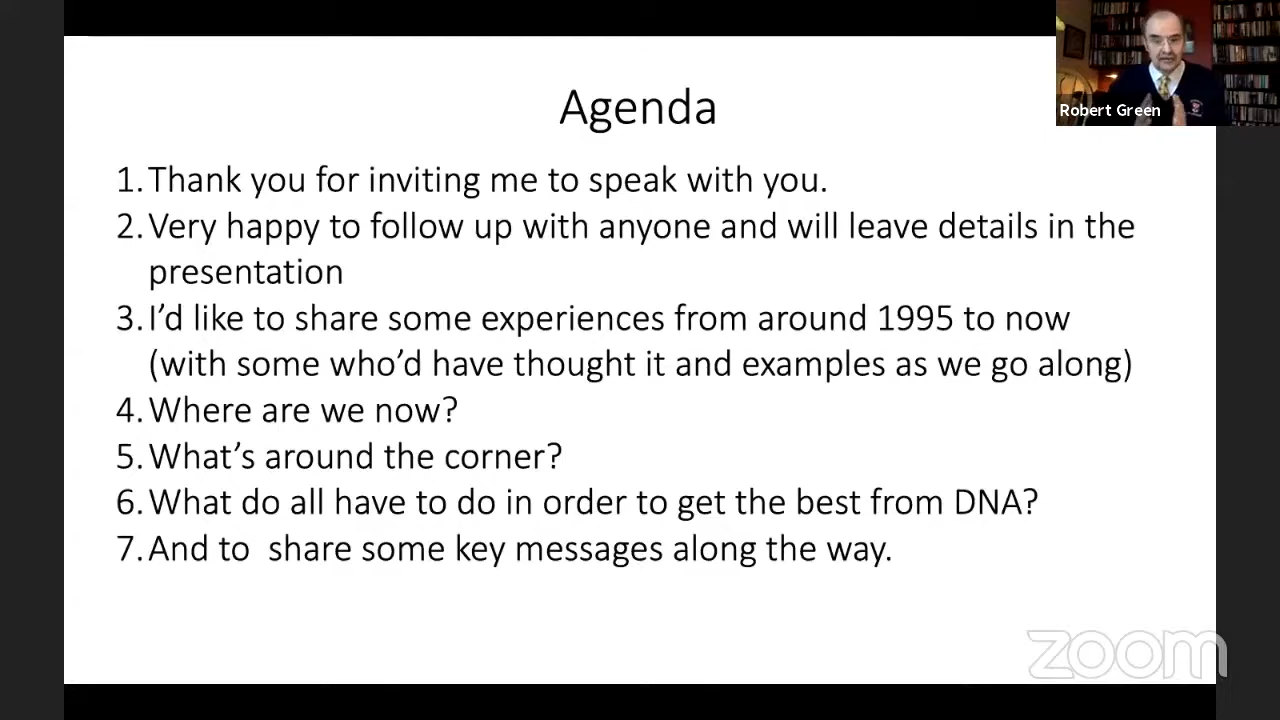 Agenda
Robert Green
1. Thank you for inviting me to speak with you.
2. Very happy to follow up with anyone and will leave details in the
presentation
3. I’d like to share some experiences from around 1995 to now
(with some who’d have thought it and examples as we go along)
4. Where are we now?
5. What’s around the corner?
6. What do all have to do in order to get the best from DNA?
7. And to  share some key messages along the way.
zoom